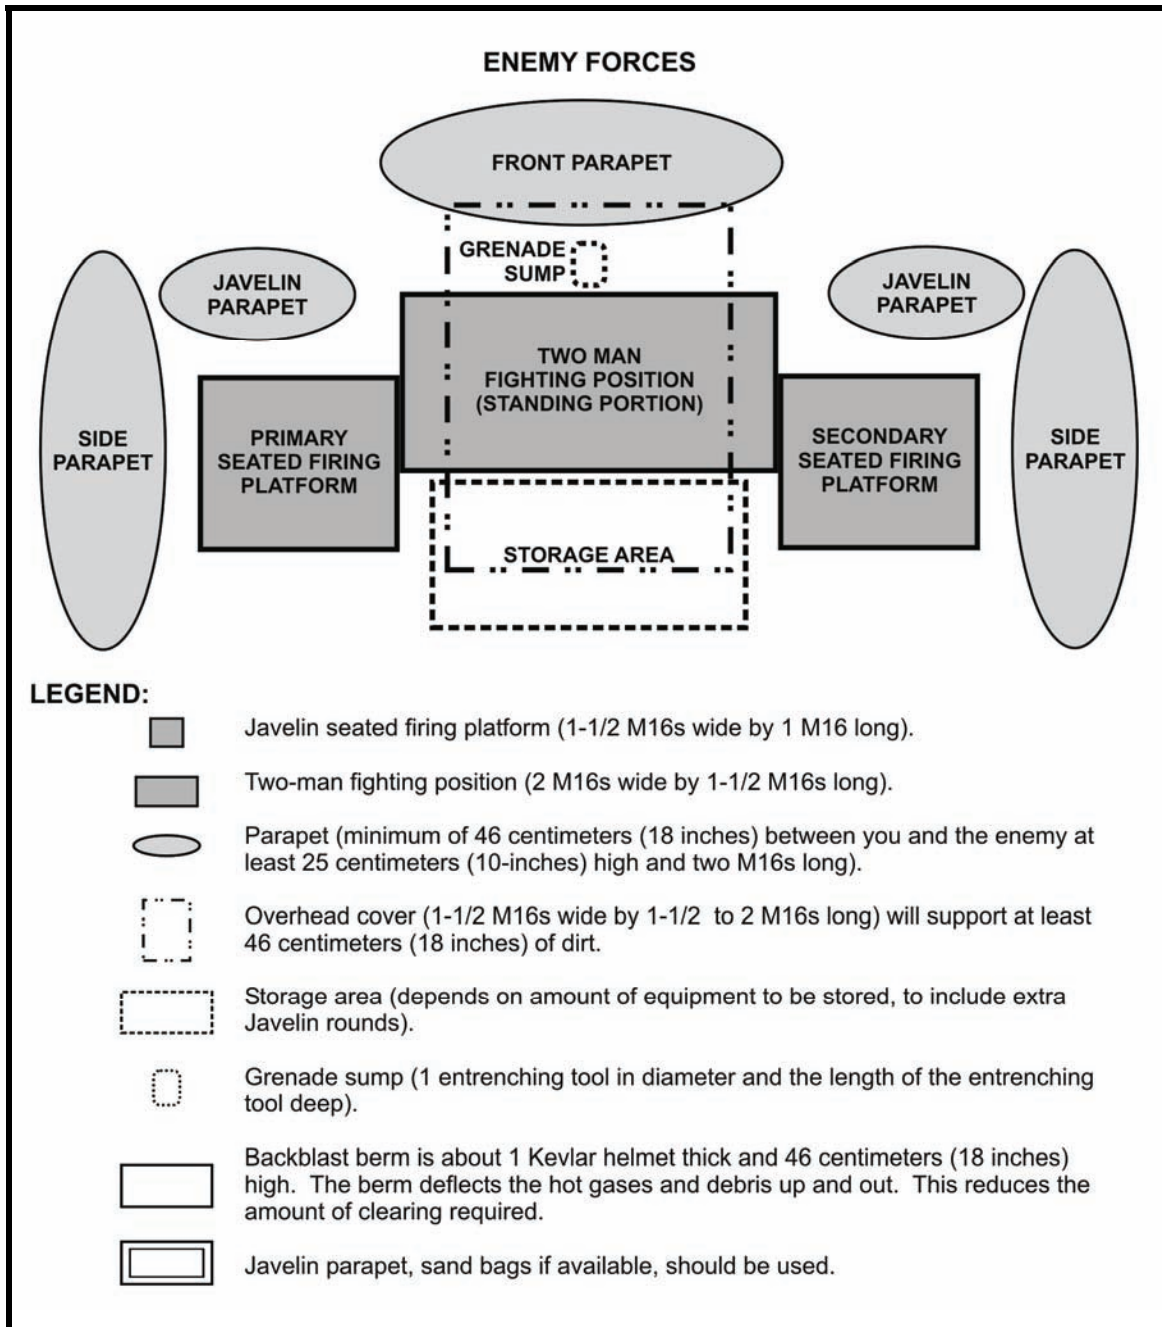 ENEMY FORCES
FRONT PARAPET
GRENADE
SUMP
JAVELIN
PARAPET
JAVELIN
PARAPET
TWO MAN
FIGHTING POSITION
(STANDING PORTION)
SIDE
PARAPET
PRIMARY
SEATED FIRING
PLATFORM
SECONDARY
SEATED FIRING
PLATFORM
SIDE
PARAPET
STORAGE AREA
LEGEND:
Javelin seated firing platform (1-1/2 M16s wide by 1 M16 long).
Two-man fighting position (2 M16s wide by 1-1/2 M16s long).
Parapet (minimum of 46 centimeters (18 inches) between you and the enemy at
least 25 centimeters (10-inches) high and two M16s long).
Overhead cover (1-1/2 M16s wide by 1-1/2 to 2 M16s long) will support at least
46 centimeters (18 inches) of dirt.
Storage area (depends on amount of equipment to be stored, to include extra
Javelin rounds).
Grenade sump (1 entrenching tool in diameter and the length of the entrenching
tool deep).
Backblast berm is about 1 Kevlar helmet thick and 46 centimeters (18 inches)
high. The berm deflects the hot gases and debris up and out. This reduces the
amount of clearing required.
Javelin parapet, sand bags if available, should be used.